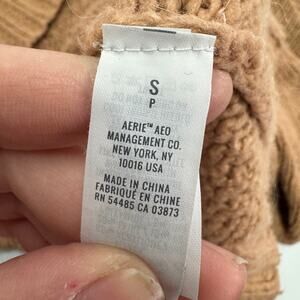 S
P
AERIE™ AEO
MANAGEMENT CO.
NEW YORK, NY
10016 USA
MADE IN CHINA
FABRIQUÉ EN CHINE
RN 54485 CA 03873